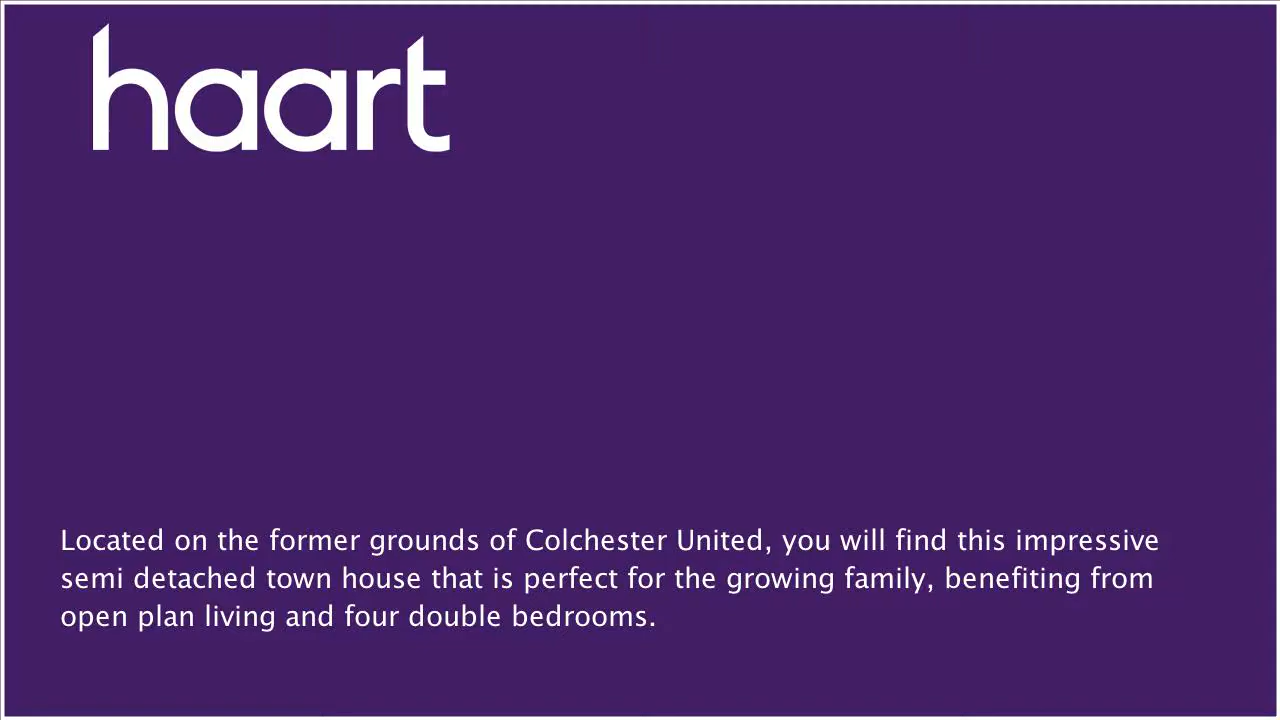 haart
Located on the former grounds of Colchester United, you will find this impressive
semi detached town house that is perfect for the growing family, benefiting from
open plan living and four double bedrooms.